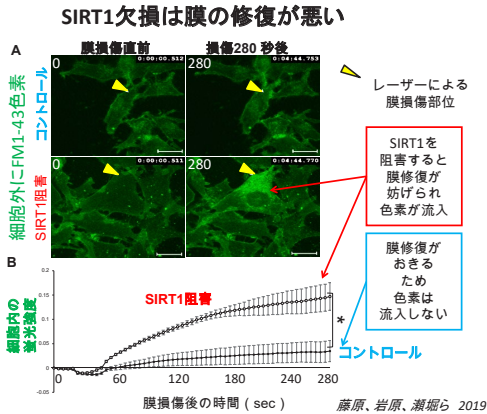 SIRT1欠損は膜の修復が悪い
A
膜損傷直前
損傷280 秒後
細胞外にFM1-43色素
コントロール
0
0:00:00.512
280
0:04:44.753
レーザーによる
膜損傷部位
SIRT1阻害
0
0:00:00.511
280
0:04:44.770
SIRT1を
阻害すると
膜修復が
妨げられ
色素が流入
B
細胞内の
蛍光強度
0.2
0.15
0.1
0.05
0
-0.05
SIRT1阻害
*
コントロール
膜修復が
おきる
ため
色素は
流入しない
0 60 120 180 240 280
膜損傷後の時間(sec)
藤原、岩原、瀬堀ら 2019